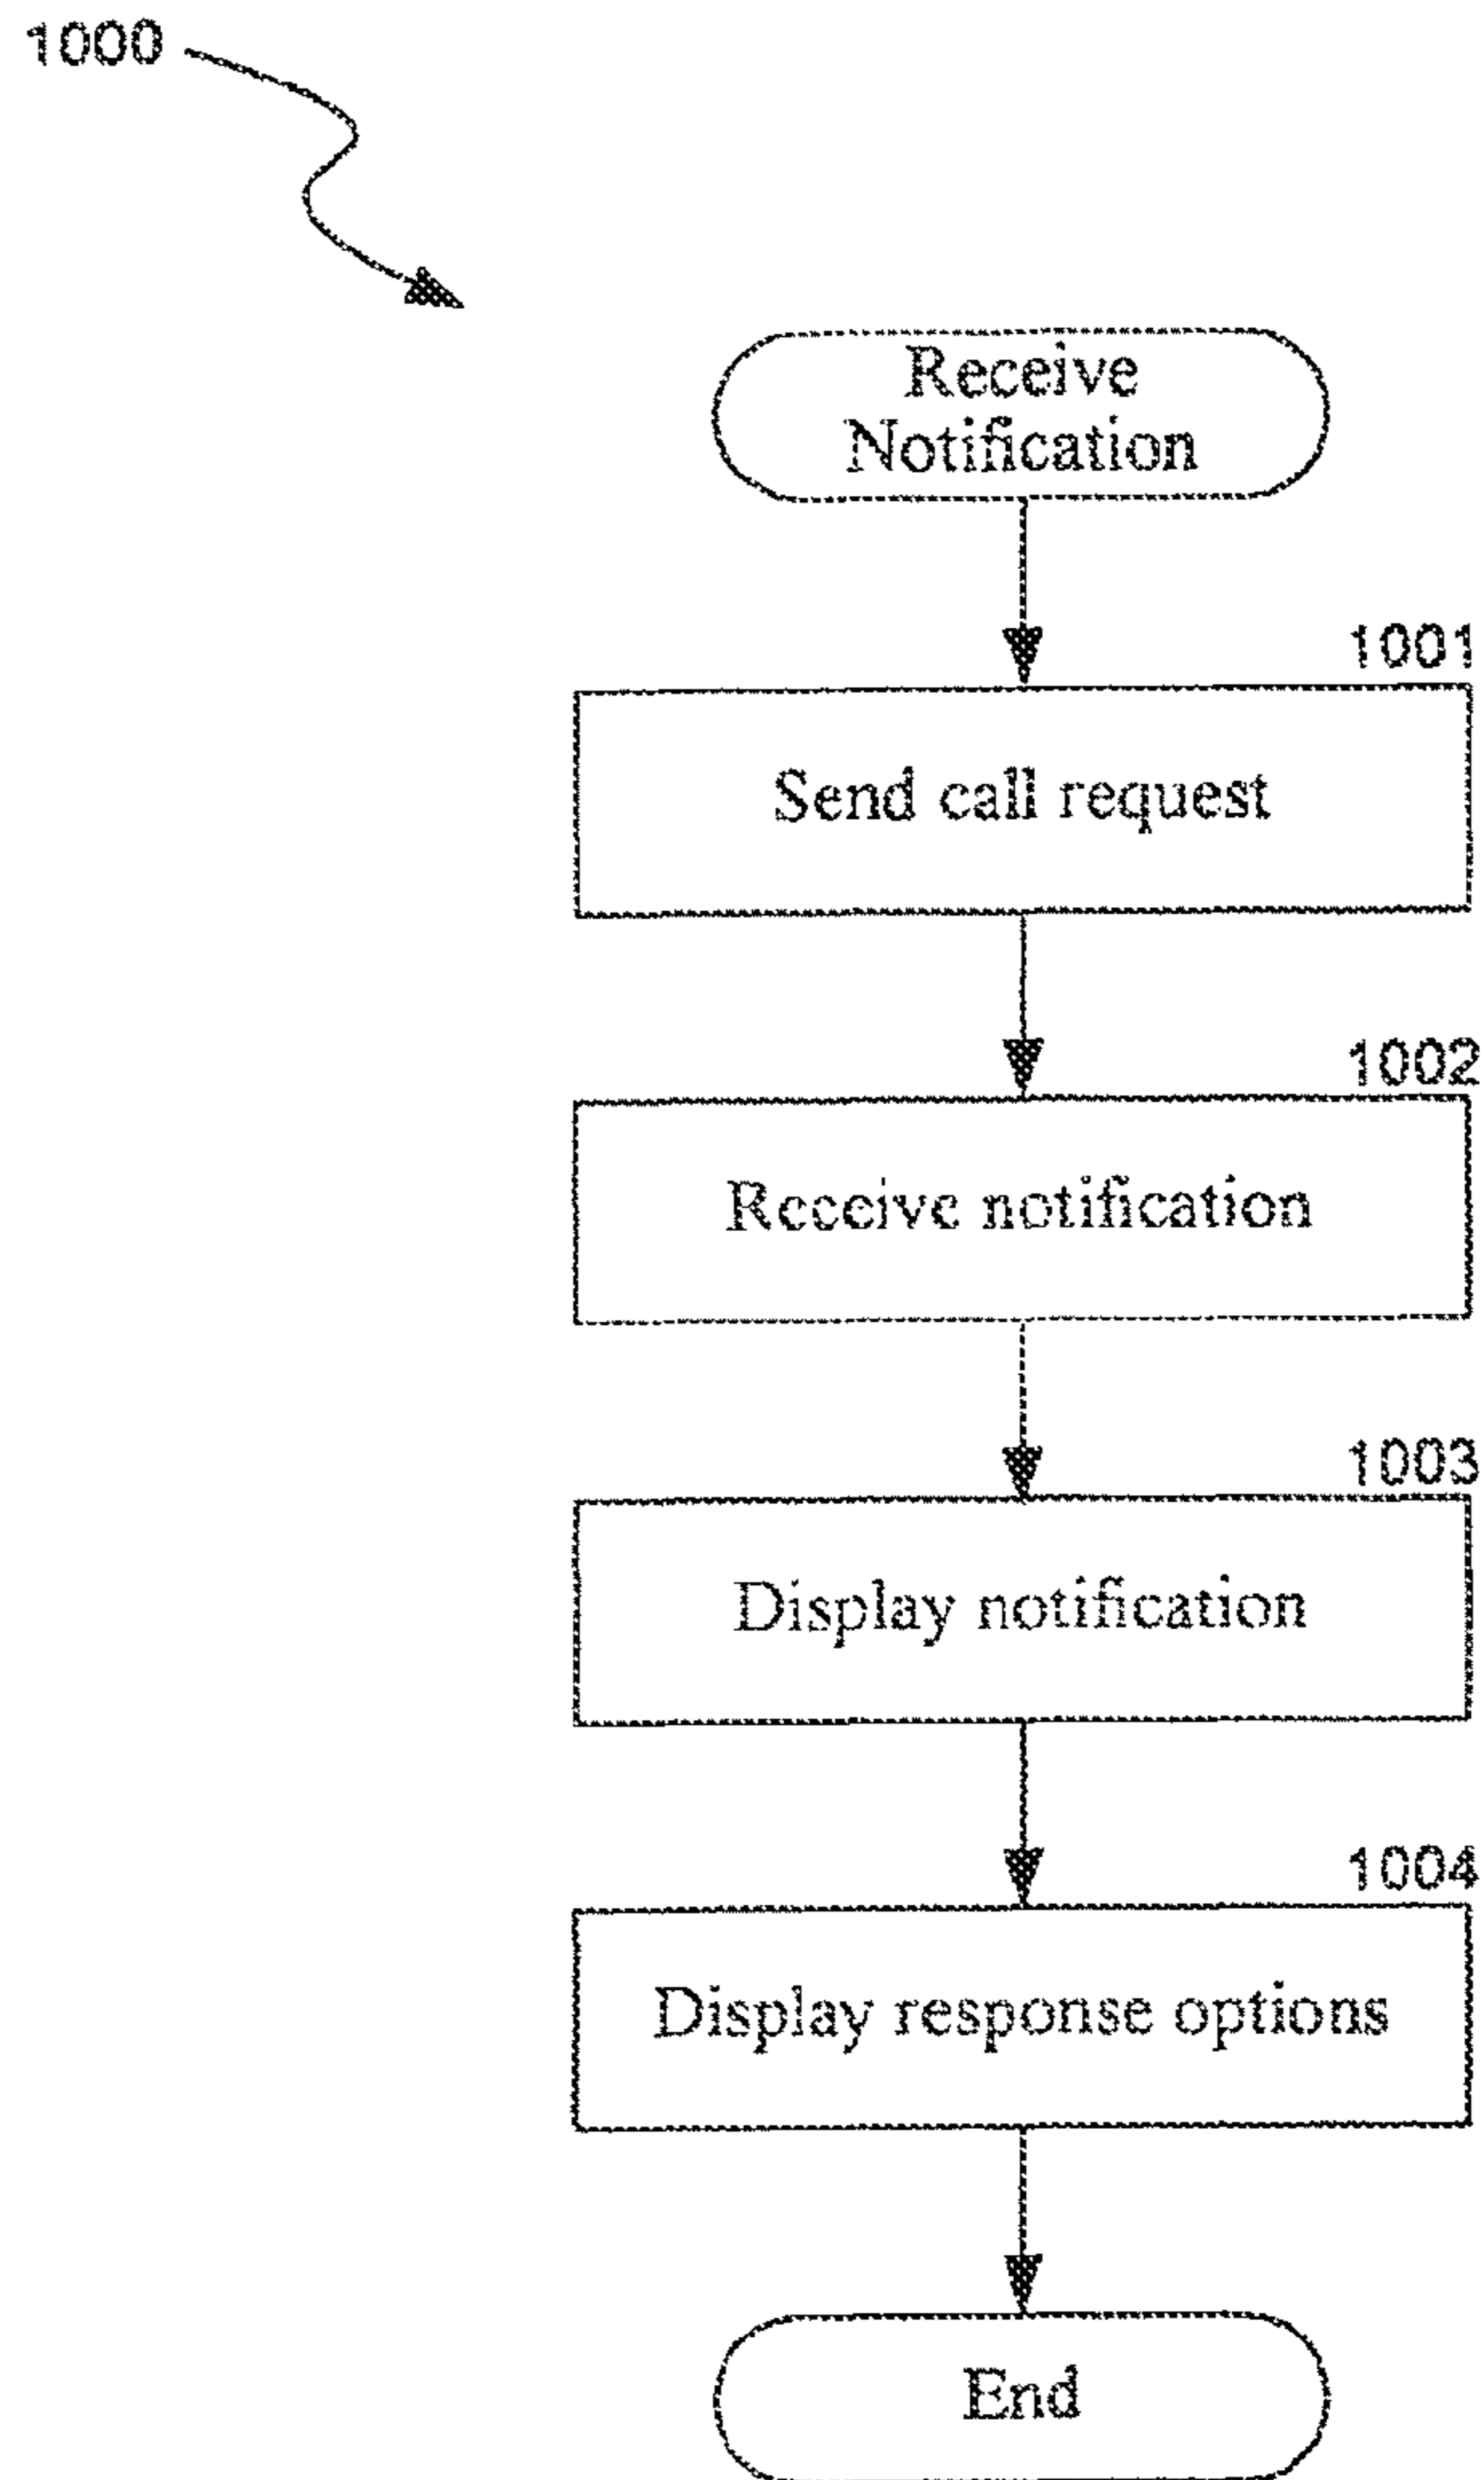 1000
Receive
Notification
1001
Send call request
1002
Receive notification
1003
Display notification
1004
Display response options
End